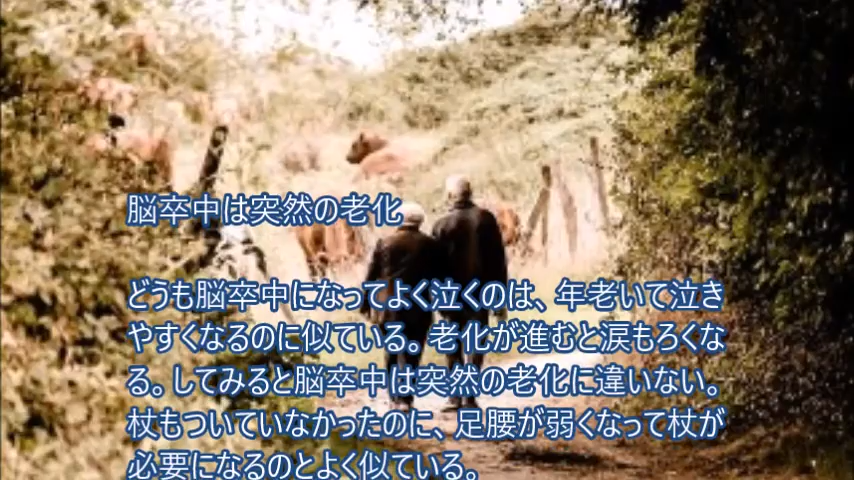 脳卒中は突然の老化
どうも脳卒中になってよく泣くのは、年老いて泣き
やすくなるのに似ている。老化が進むと涙もろくな
る。してみると脳卒中は突然の老化に違いない。
杖もついていなかったのに、足腰が弱くなって杖が
必要になるのとよく似ている。